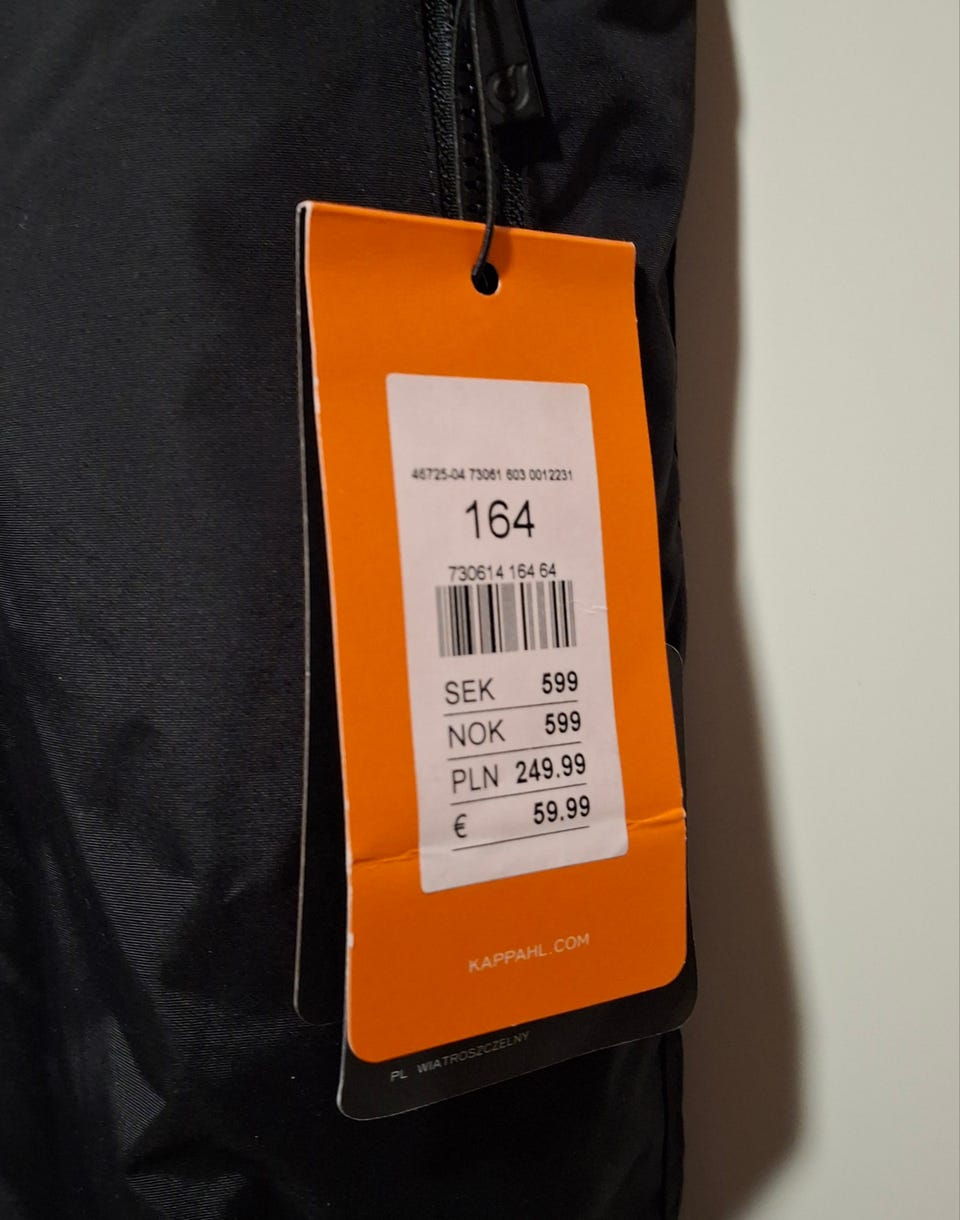 46725-04 73061 603 0012231
164
730614 164 64
SEK 599
NOK 599
PLN 249.99
€ 59.99
KAPPAHL.COM
PL WIATROSZCZELNY